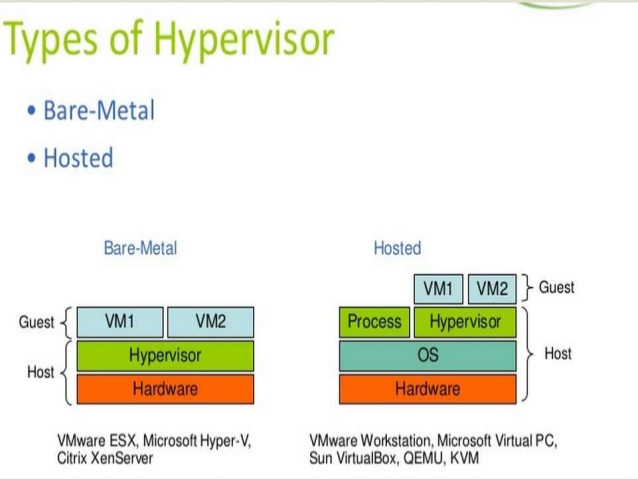 Types of Hypervisor
• Bare-Metal
• Hosted
Bare-Metal
Guest
VM1 VM2
Host
Hypervisor
Hardware
VMware ESX, Microsoft Hyper-V,
Citrix XenServer
Hosted
VM1 VM2 Guest
Process Hypervisor
OS Host
Hardware
VMware Workstation, Microsoft Virtual PC,
Sun VirtualBox, QEMU, KVM